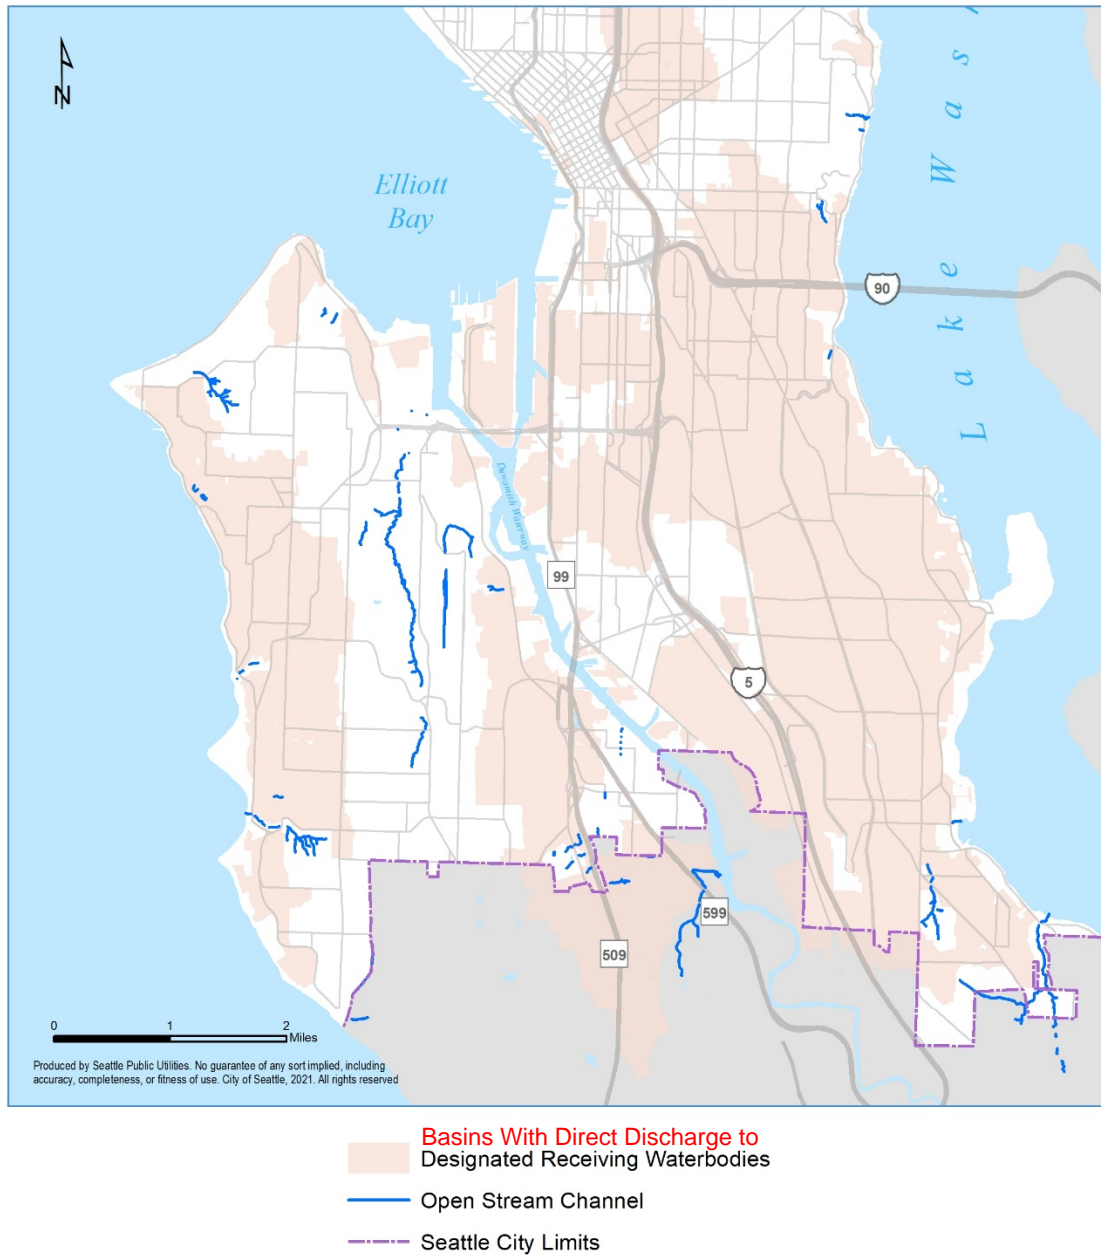 N
Elliott
Bay
Lake Was
90
Duwamish Waterway
99
5
599
509
0 1 2
Miles
Produced by Seattle Public Utilities. No guarantee of any sort implied, including
accuracy, completeness, or fitness of use. City of Seattle, 2021. All rights reserved
Basins With Direct Discharge to
Designated Receiving Waterbodies
Open Stream Channel
Seattle City Limits